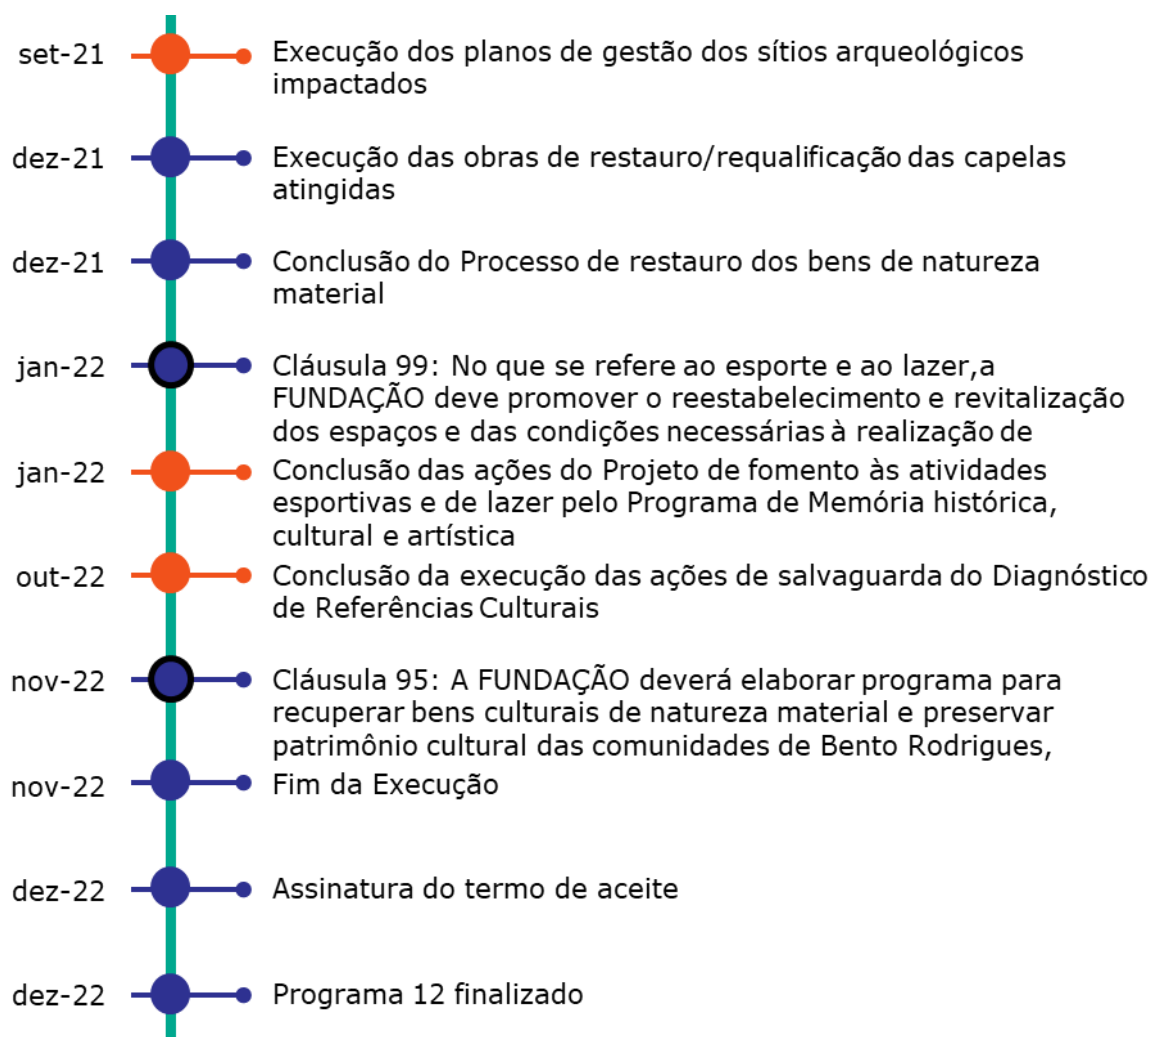 set-21
Execução dos planos de gestão dos sítios arqueológicos
impactados
dez-21
Execução das obras de restauro/requalificação das capelas
atingidas
dez-21
Conclusão do Processo de restauro dos bens de natureza
material
jan-22
Cláusula 99: No que se refere ao esporte e ao lazer,a
FUNDAÇÃO deve promover o reestabelecimento e revitalização
dos espaços e das condições necessárias à realização de
jan-22
Conclusão das ações do Projeto de fomento às atividades
esportivas e de lazer pelo Programa de Memória histórica,
cultural e artística
out-22
Conclusão da execução das ações de salvaguarda do Diagnóstico
de Referências Culturais
nov-22
Cláusula 95: A FUNDAÇÃO deverá elaborar programa para
recuperar bens culturais de natureza material e preservar
patrimônio cultural das comunidades de Bento Rodrigues,
nov-22
Fim da Execução
dez-22
Assinatura do termo de aceite
dez-22
Programa 12 finalizado